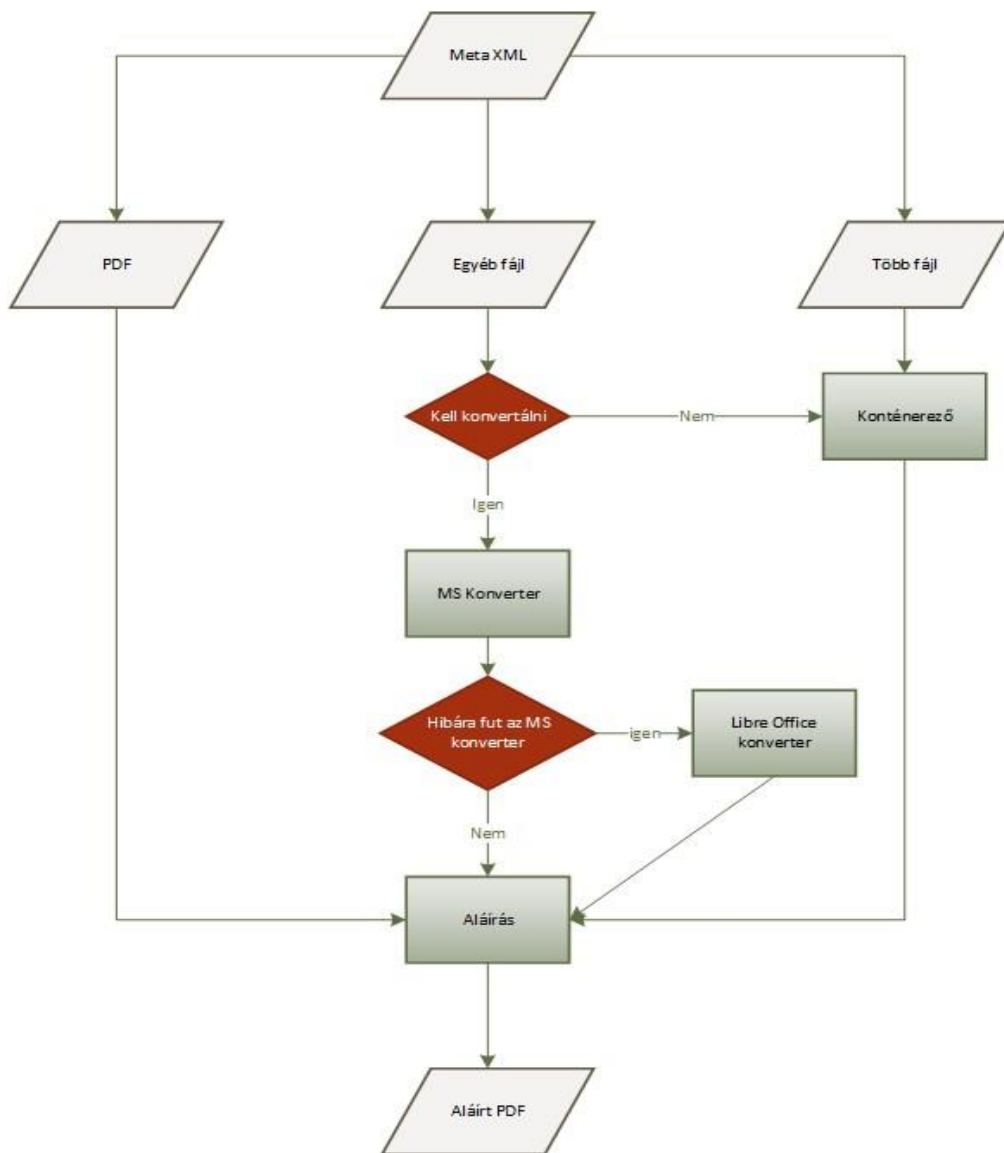 Meta XML
PDF
Egyéb fájl
Több fájl
Kell konvertálni
Nem
Konténerező
Igen
MS Konverter
Hibára fut az MS
konverter
igen
Libre Office
konverter
Nem
Aláírás
Aláírt PDF